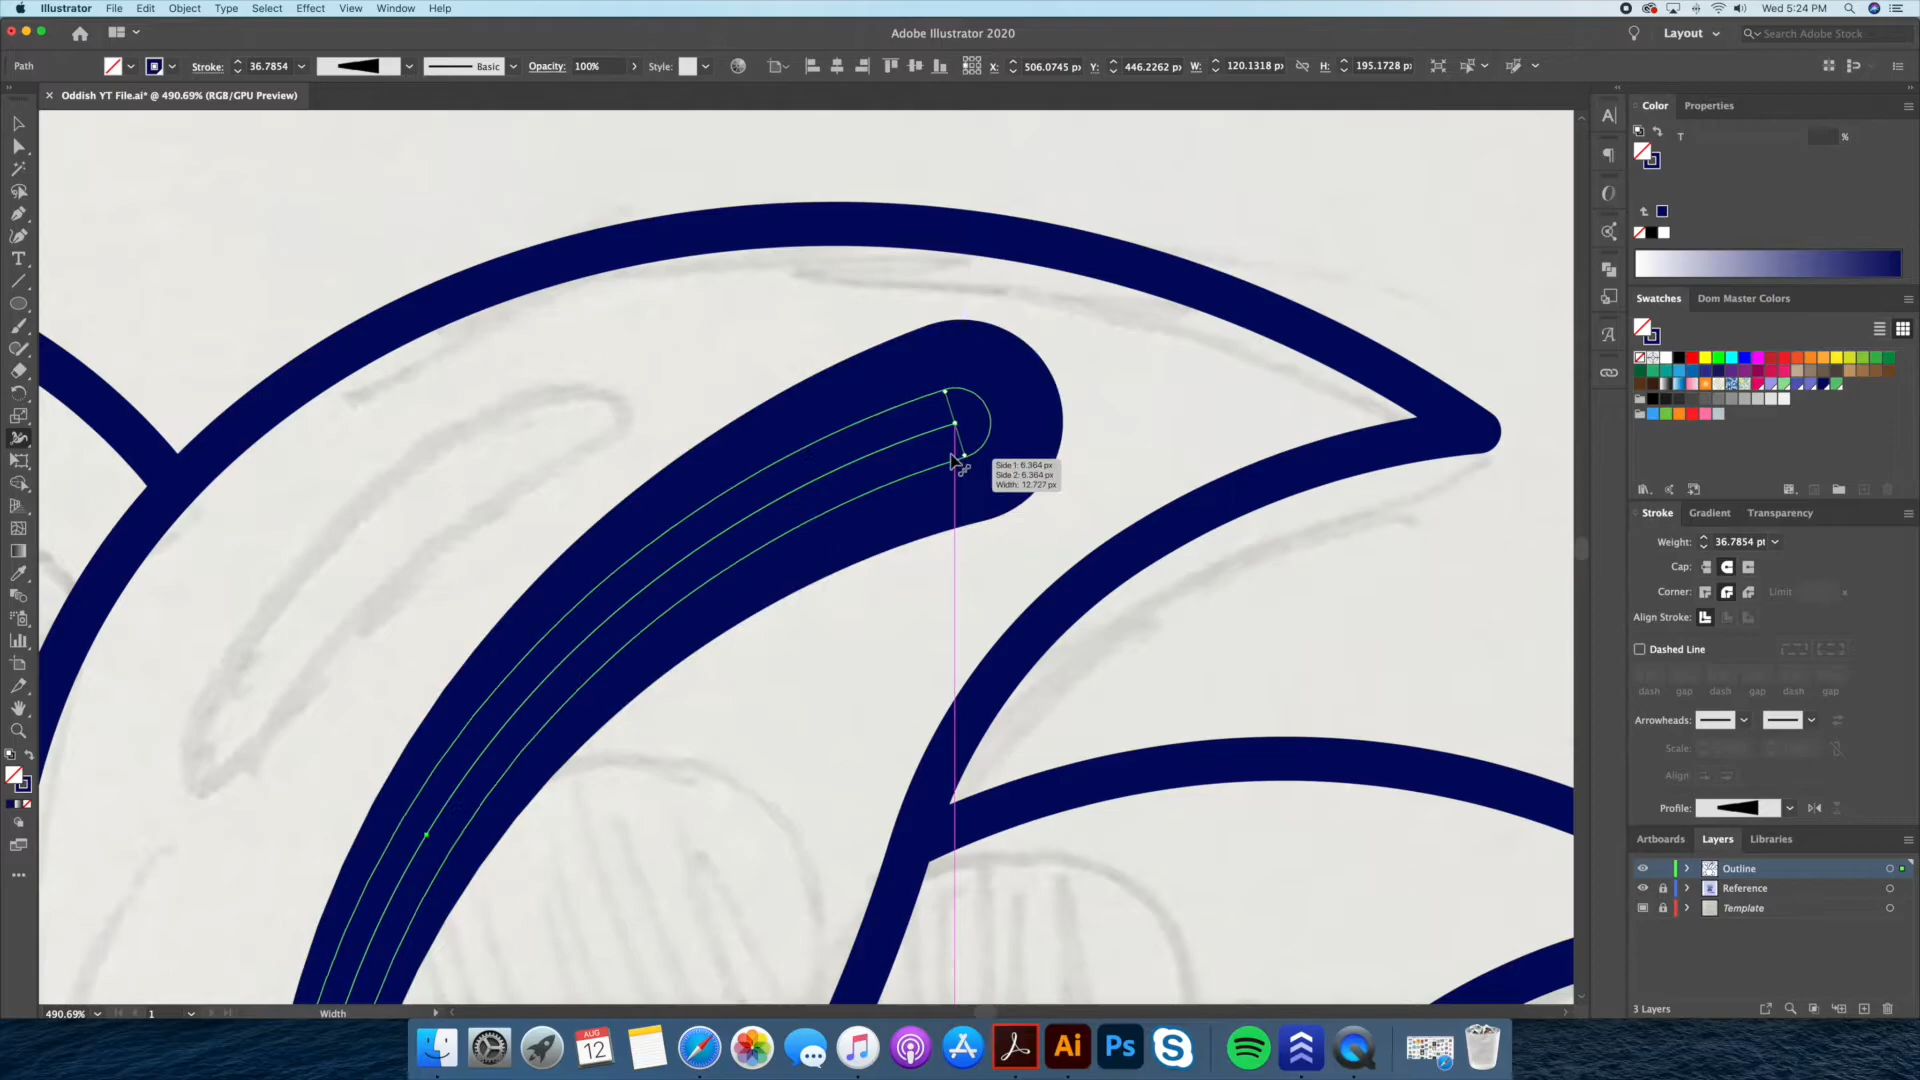 Illustrator File Edit Object Type Select Effect View Window Help
Wed 5:24 PM
Adobe Illustrator 2020
Layout
Search Adobe Stock
Path
Stroke: 36.7854
Basic
Opacity: 100%
Style:
X: 506.0745 px
Y: 446.2262 px
W: 120.1318 px
H: 195.1728 px
Oddish YT File.ai* @ 490.69% (RGB/GPU Preview)
Color Properties
T %
Swatches Dom Master Colors
Side 1: 6.364 px
Side 2: 6.364 px
Width: 12.727 px
Stroke Gradient Transparency
Weight: 36.7854 pt
Cap:
Corner: Limit x
Align Stroke:
Dashed Line
dash gap dash gap dash gap
Arrowheads:
Scale:
Align
Profile:
Artboards Layers Libraries
Outline
Reference
Template
3 Layers
490.69% 1 Width
AUG
12
Ai
Ps